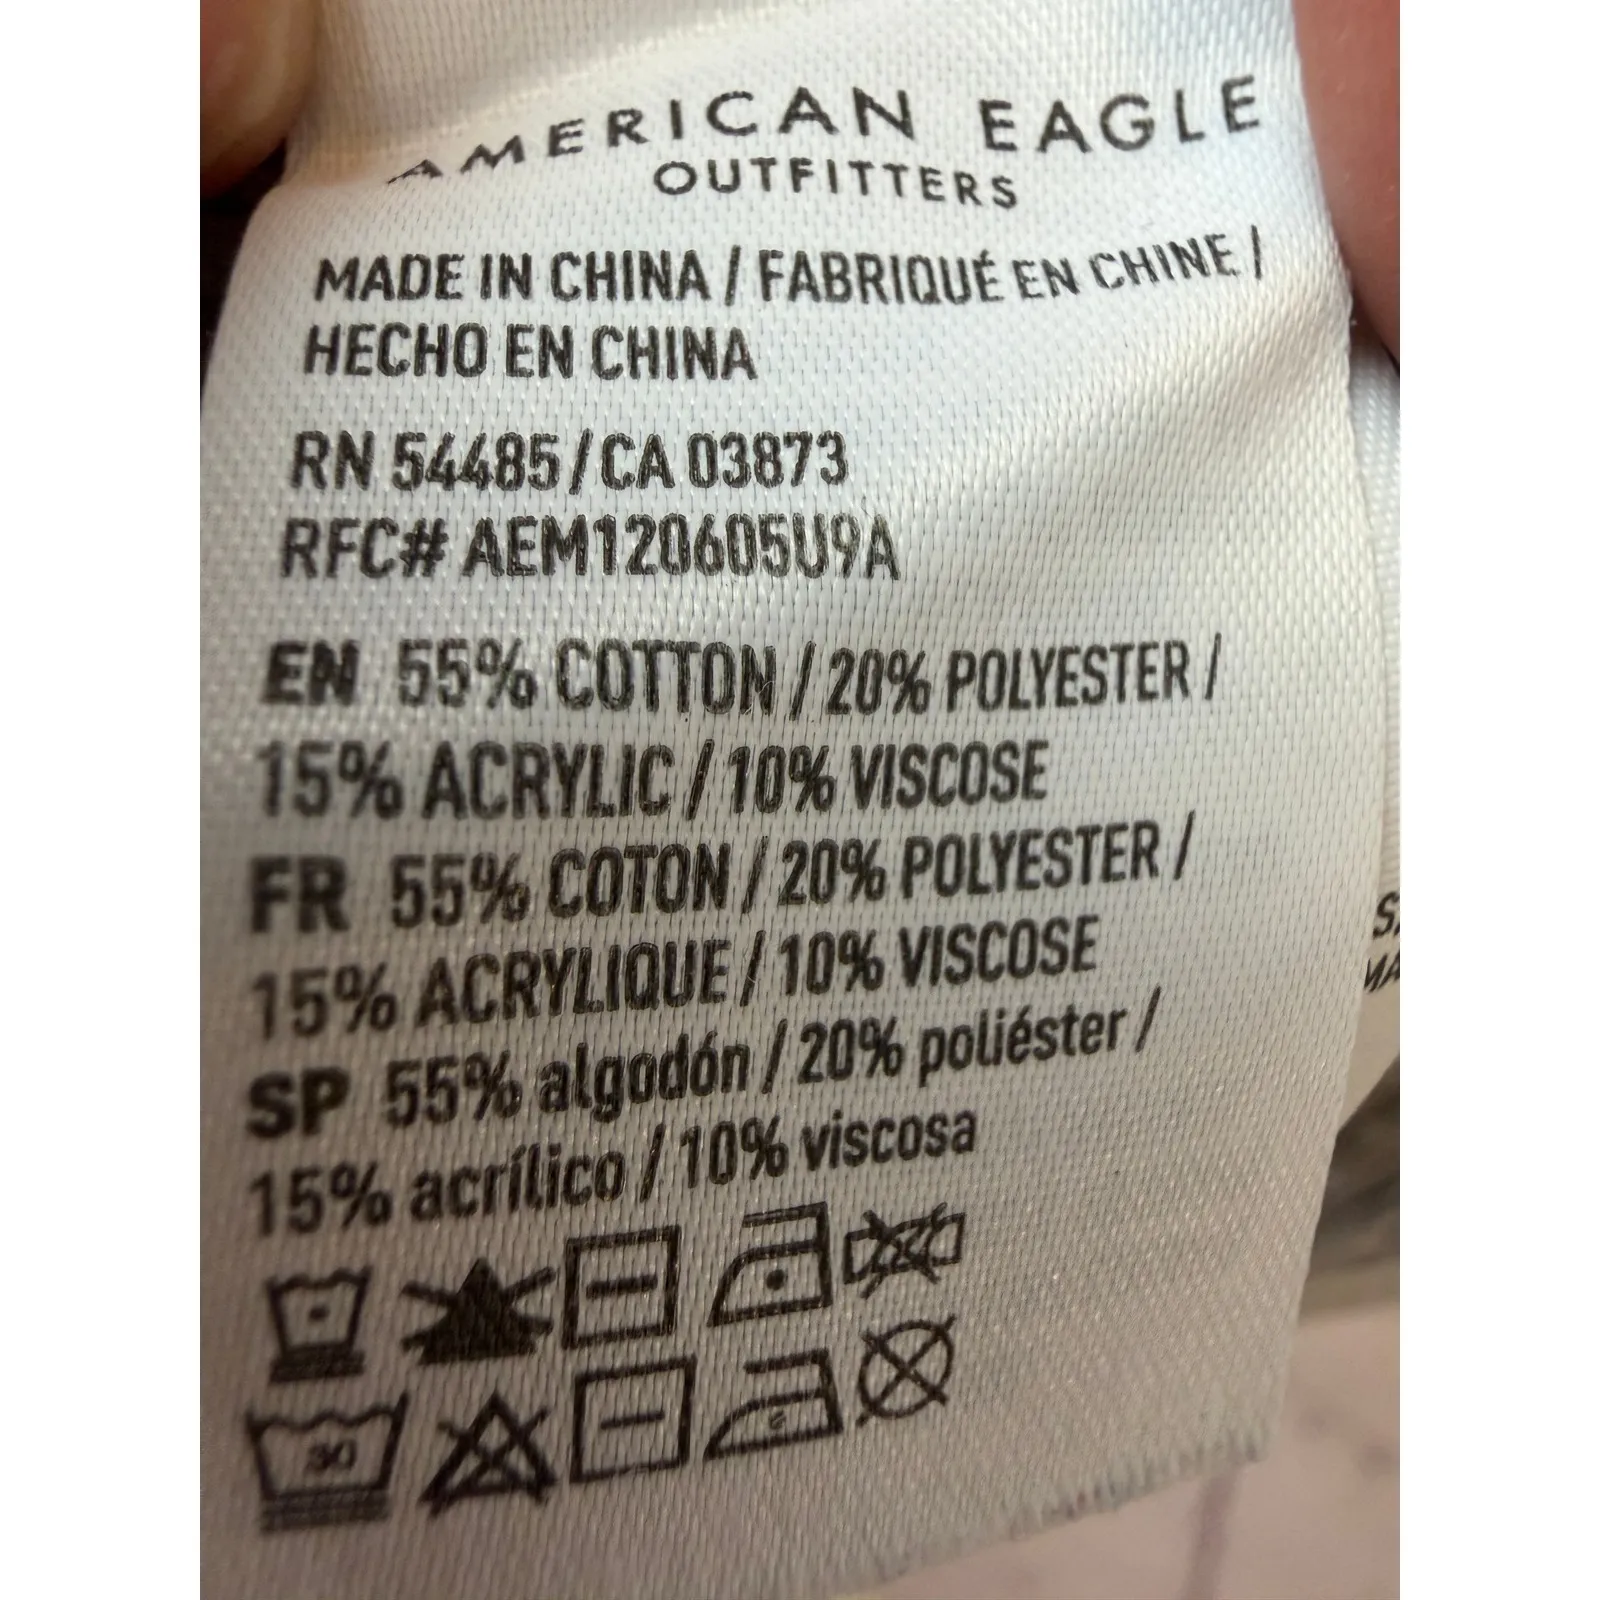 AMERICAN EAGLE
OUTFITTERS
MADE IN CHINA / FABRIQUÉ EN CHINE /
HECHO EN CHINA
RN 54485 / CA 03873
RFC# AEM120605U9A
EN 55% COTTON / 20% POLYESTER /
15% ACRYLIC / 10% VISCOSE
FR 55% COTON / 20% POLYESTER /
15% ACRYLIQUE / 10% VISCOSE
SP 55% algodón / 20% poliéster /
15% acrílico / 10% viscosa
30